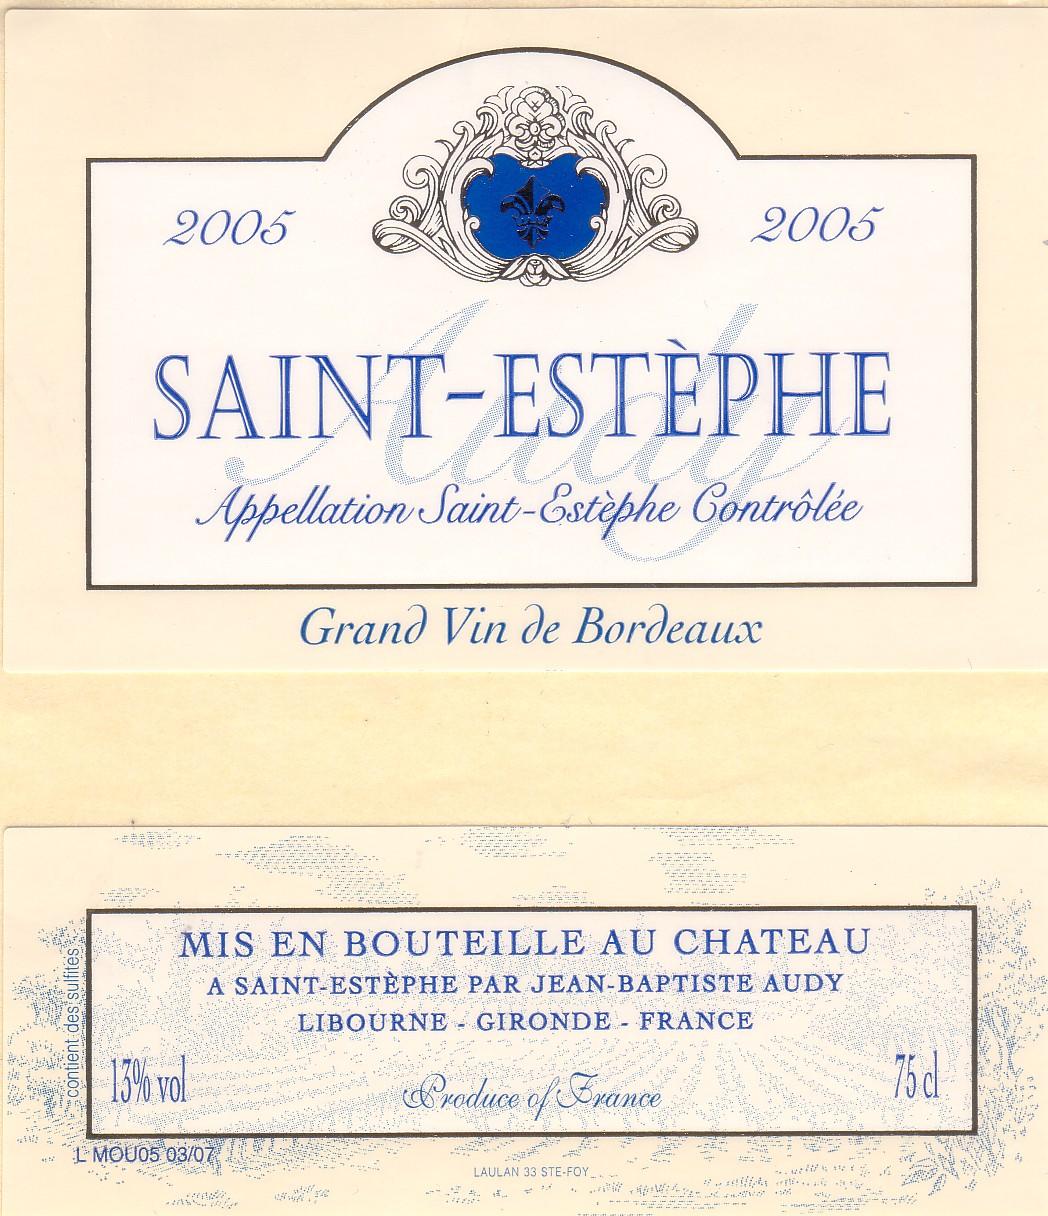 2005 2005
Audy
SAINT-ESTÈPHE
Appellation Saint-Estèphe Contrôlée
Grand Vin de Bordeaux
MIS EN BOUTEILLE AU CHATEAU
A SAINT-ESTÈPHE PAR JEAN-BAPTISTE AUDY
LIBOURNE - GIRONDE - FRANCE
contient des sulfites
13% vol
Produce of France
75 cl
L MOU05 03/07
LAULAN 33 STE-FOY